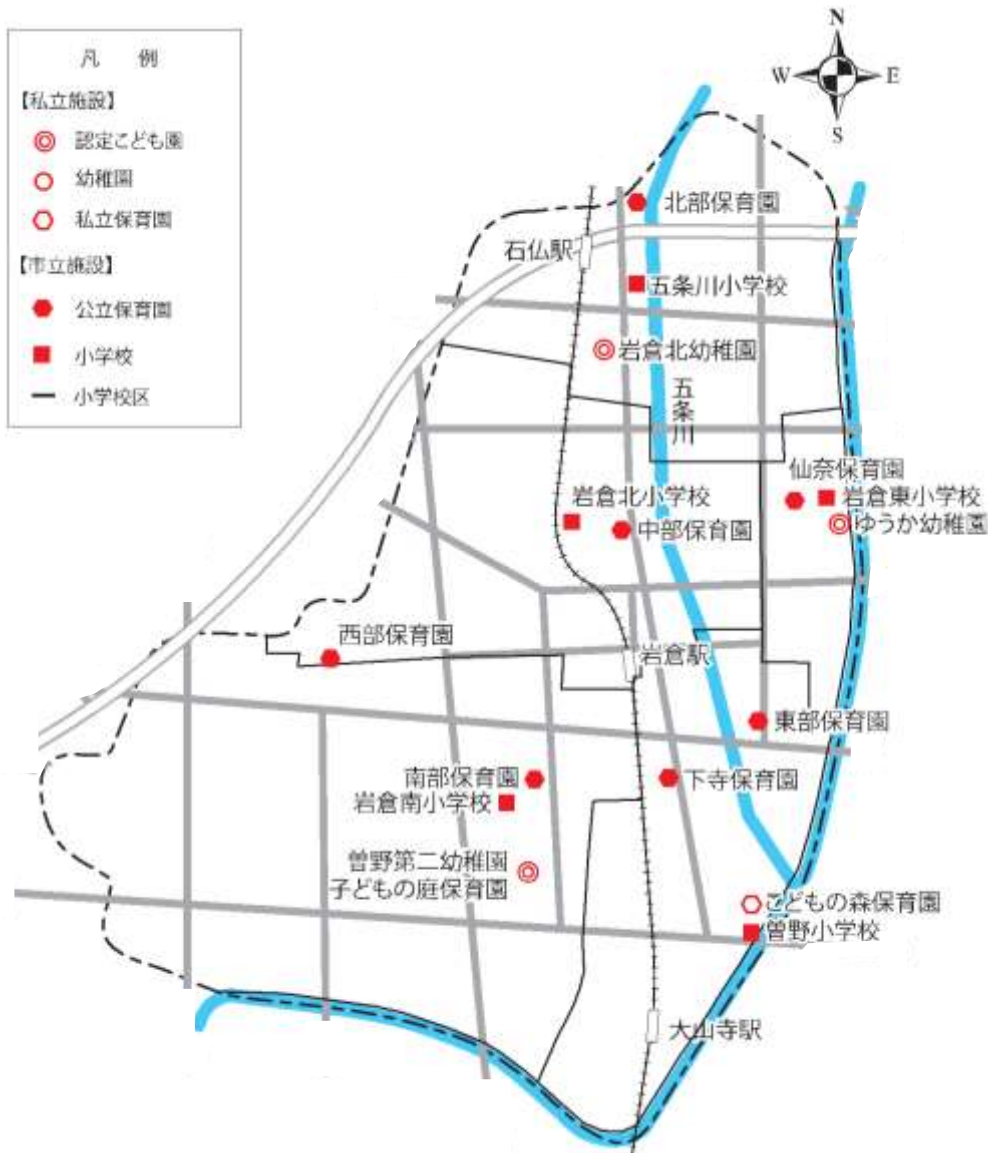 凡 例
【私立施設】
認定こども園
幼稚園
私立保育園
【市立施設】
公立保育園
小学校
小学校区
N
W E
S
北部保育園
石仏駅
五条川小学校
岩倉北幼稚園
五条川
仙奈保育園
岩倉北小学校
岩倉東小学校
中部保育園
ゆうか幼稚園
西部保育園
岩倉駅
東部保育園
南部保育園
下寺保育園
岩倉南小学校
曽野第二幼稚園
子どもの庭保育園
こどもの森保育園
曽野小学校
大山寺駅